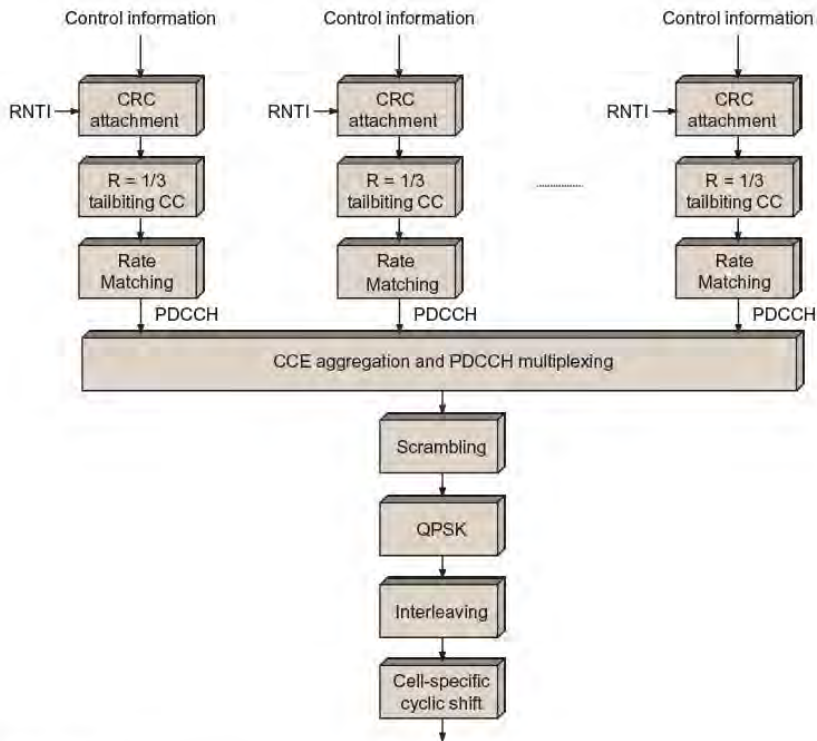 Control information Control information Control information
RNTI CRC attachment RNTI CRC attachment RNTI CRC attachment
R = 1/3 tailbiting CC R = 1/3 tailbiting CC R = 1/3 tailbiting CC
Rate Matching Rate Matching Rate Matching
PDCCH PDCCH PDCCH
CCE aggregation and PDCCH multiplexing
Scrambling
QPSK
Interleaving
Cell-specific
cyclic shift